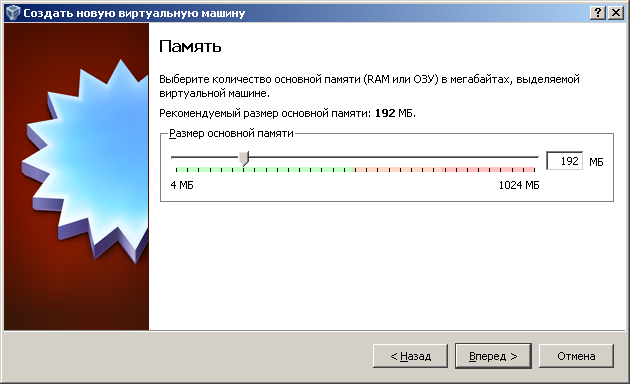 Создать новую виртуальную машину
Память
Выберите количество основной памяти (RAM или ОЗУ) в мегабайтах, выделяемой
виртуальной машине.
Рекомендуемый размер основной памяти: 192 МБ.
Размер основной памяти
192 МБ
4 МБ 1024 МБ
< Назад Вперед > Отмена